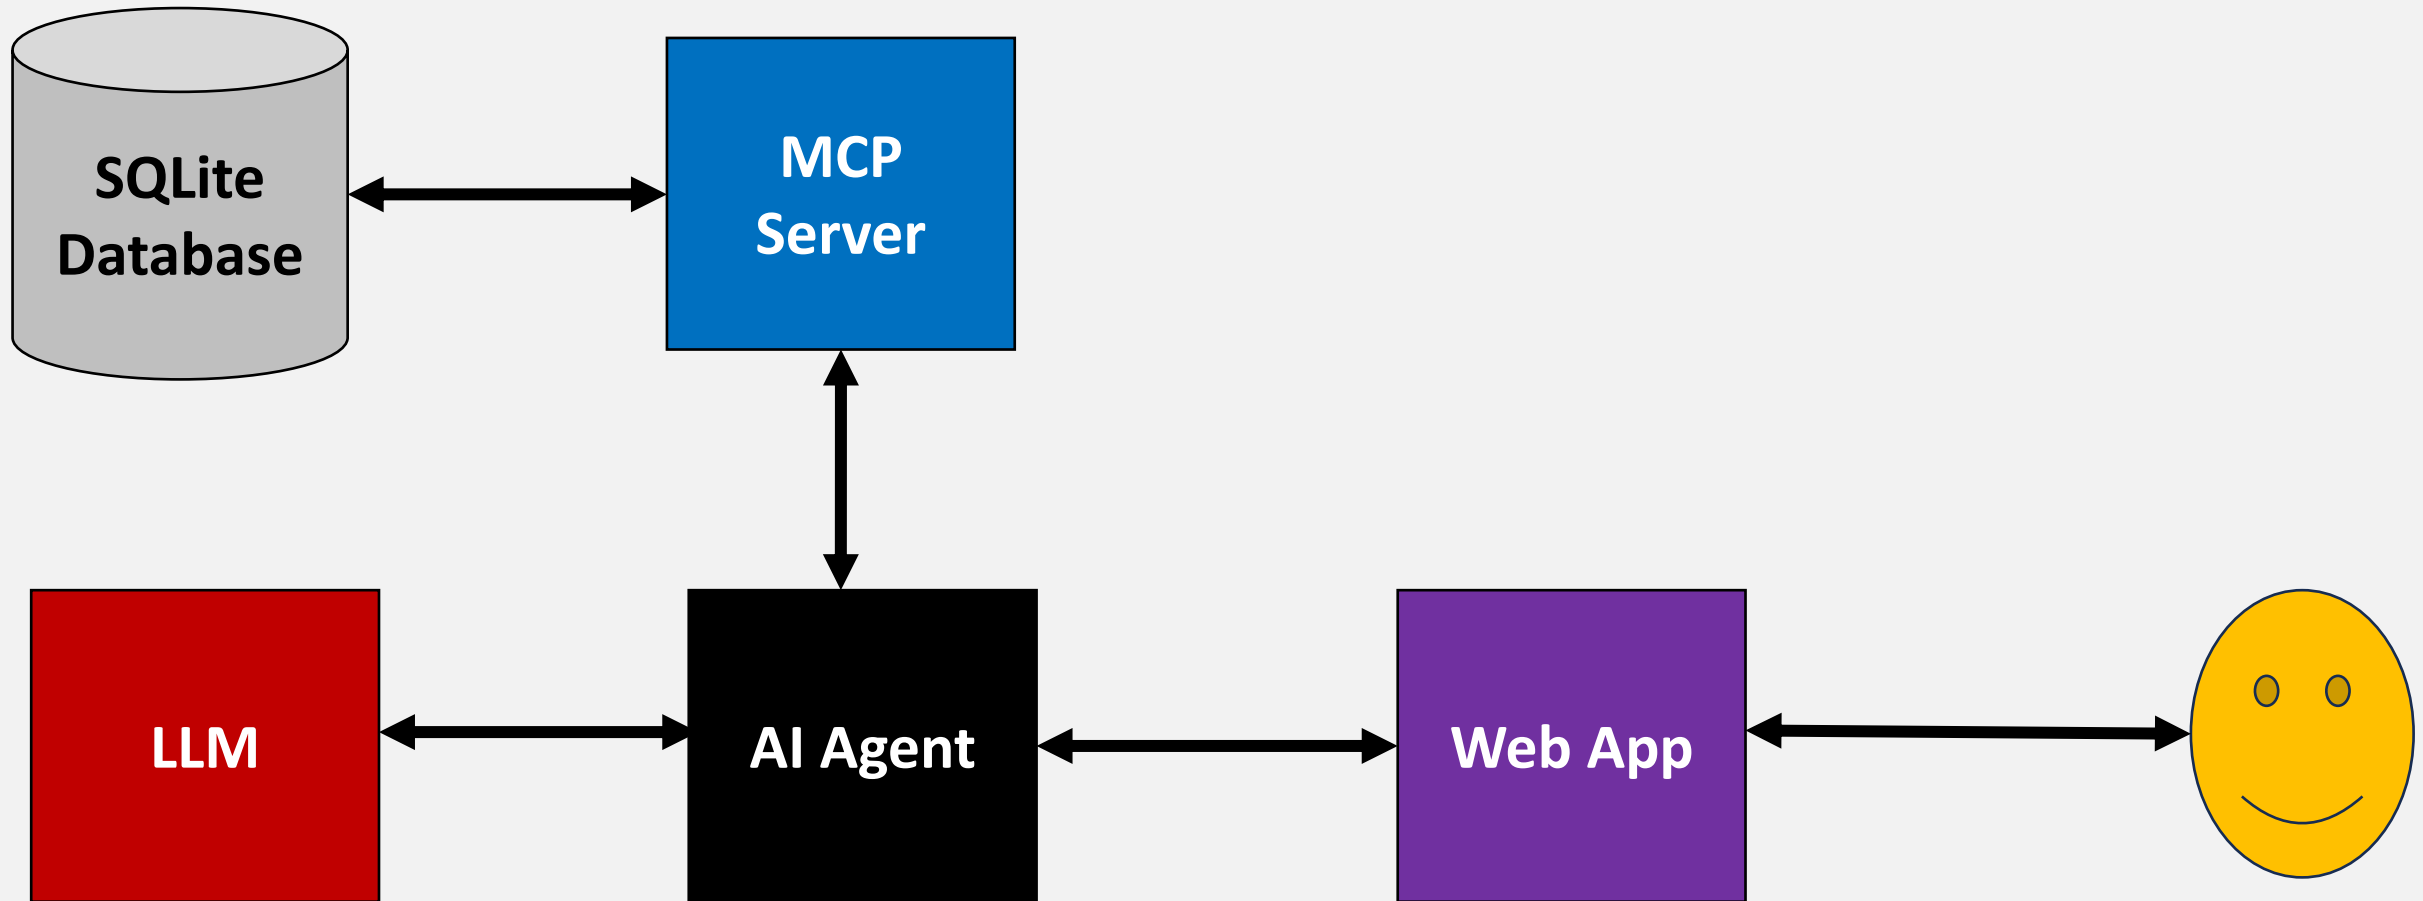 SQLite
Database
MCP
Server
LLM
AI Agent
Web App